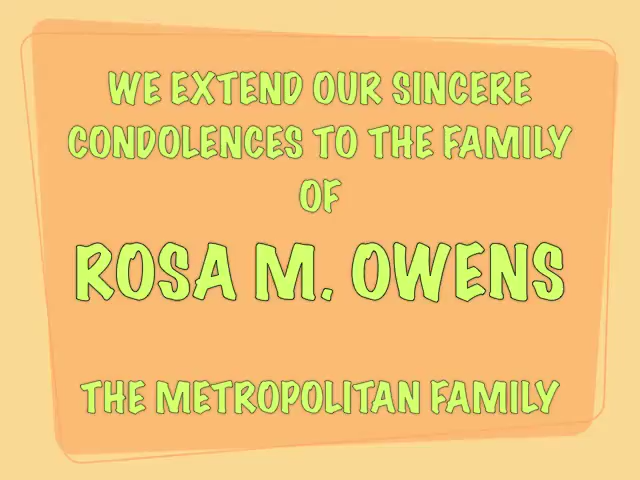 WE EXTEND OUR SINCERE
CONDOLENCES TO THE FAMILY
OF
ROSA M. OWENS
THE METROPOLITAN FAMILY